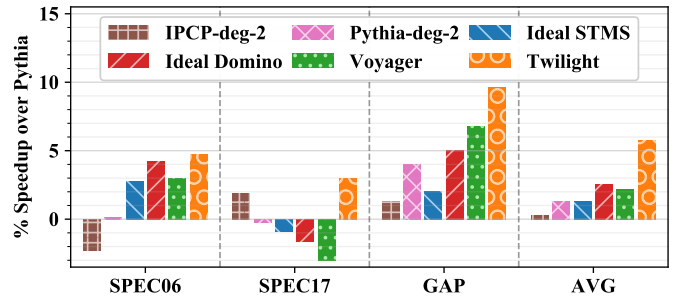 % Speedup over Pythia
15
10
5
0
IPCP-deg-2
Pythia-deg-2
Ideal STMS
Ideal Domino
Voyager
Twilight
SPEC06
SPEC17
GAP
AVG